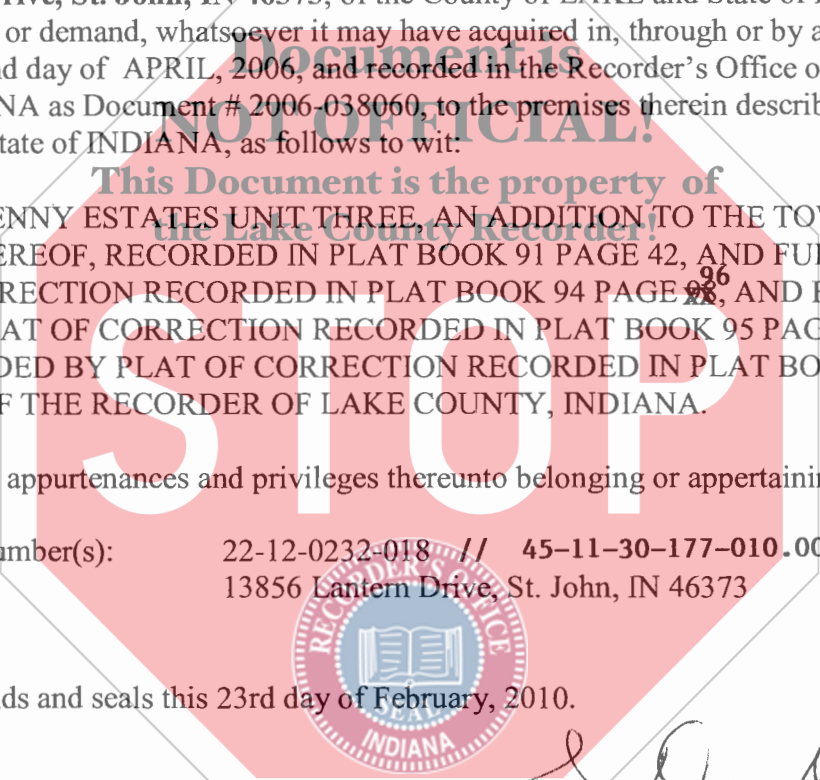 Drive, St. John, IN 46373, of the County of LAKE and State of
or demand, whatsoever it may have acquired in, through or by a
nd day of APRIL, 2006, and recorded in the Recorder's Office o
NA as Document # 2006-038060, to the premises therein describ
tate of INDIANA, as follows to wit:
Document is
NOT OFFICIAL!
This Document is the property of
the Lake County Recorder!
ENNY ESTATES UNIT THREE, AN ADDITION TO THE TOW
EREOF, RECORDED IN PLAT BOOK 91 PAGE 42, AND FUR
RECTION RECORDED IN PLAT BOOK 94 PAGE 96, AND F
AT OF CORRECTION RECORDED IN PLAT BOOK 95 PAG
DED BY PLAT OF CORRECTION RECORDED IN PLAT BO
F THE RECORDER OF LAKE COUNTY, INDIANA.
STOP
appurtenances and privileges thereunto belonging or appertainin
umber(s): 22-12-0232-018 // 45-11-30-177-010.00
13856 Lantern Drive, St. John, IN 46373
RECORDER'S OFFICE
SEAL
INDIANA
ds and seals this 23rd day of February, 2010.